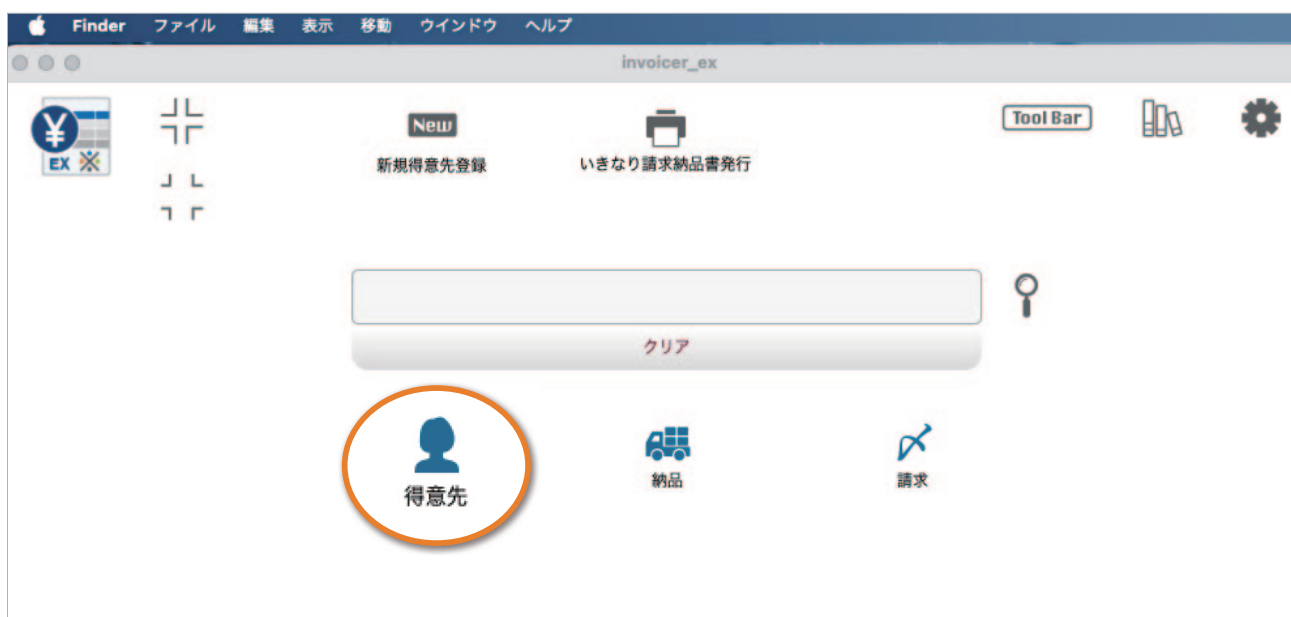 Finder ファイル 編集 表示 移動 ウインドウ ヘルプ
invoicer_ex
¥
EX ※
New
新規得意先登録
いきなり請求納品書発行
Tool Bar
クリア
得意先
納品
請求